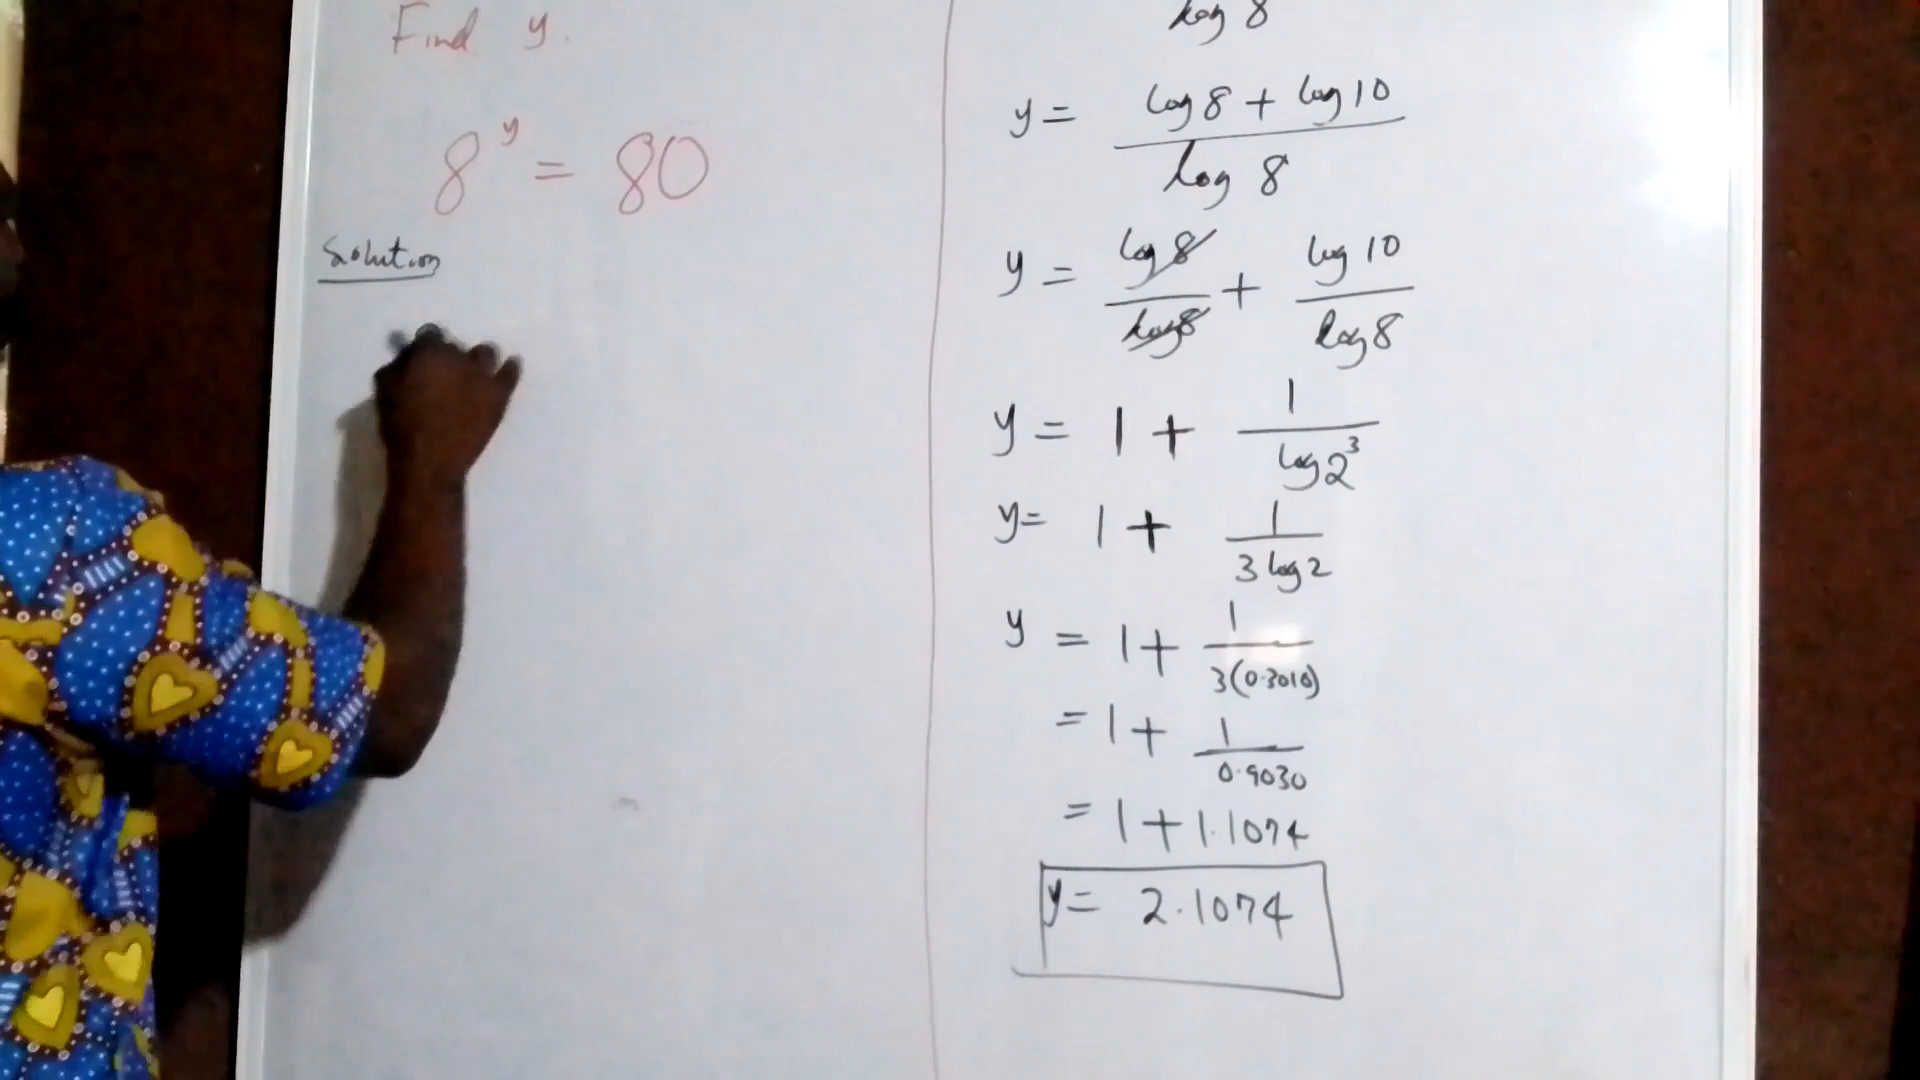 Find y.
8^y = 80
Solution
log 8
y = (log 8 + log 10) / log 8
y = log 8 / log 8 + log 10 / log 8
y = 1 + 1 / log 2^3
y = 1 + 1 / 3 log 2
y = 1 + 1 / 3(0.3010)
= 1 + 1 / 0.9030
= 1 + 1.1074
y = 2.1074